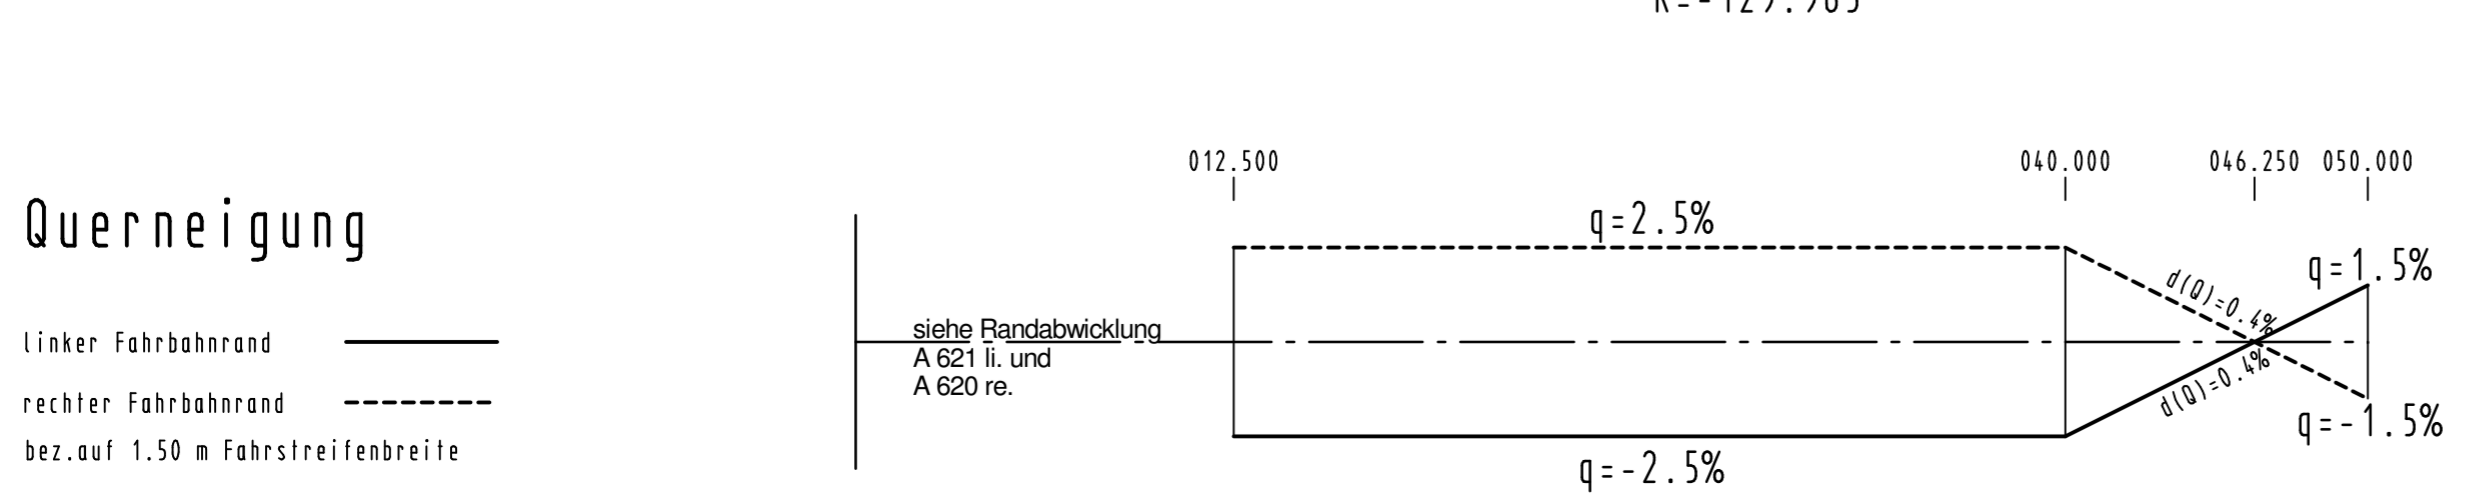 012.500 040.000 046.250 050.000
Querneigung
q=2.5%
q=1.5%
d(Q)=0.4%
siehe Randabwicklung
A 621 li. und
A 620 re.
linker Fahrbahnrand
d(Q)=0.4%
rechter Fahrbahnrand
q=-1.5%
bez.auf 1.50 m Fahrstreifenbreite
q=-2.5%